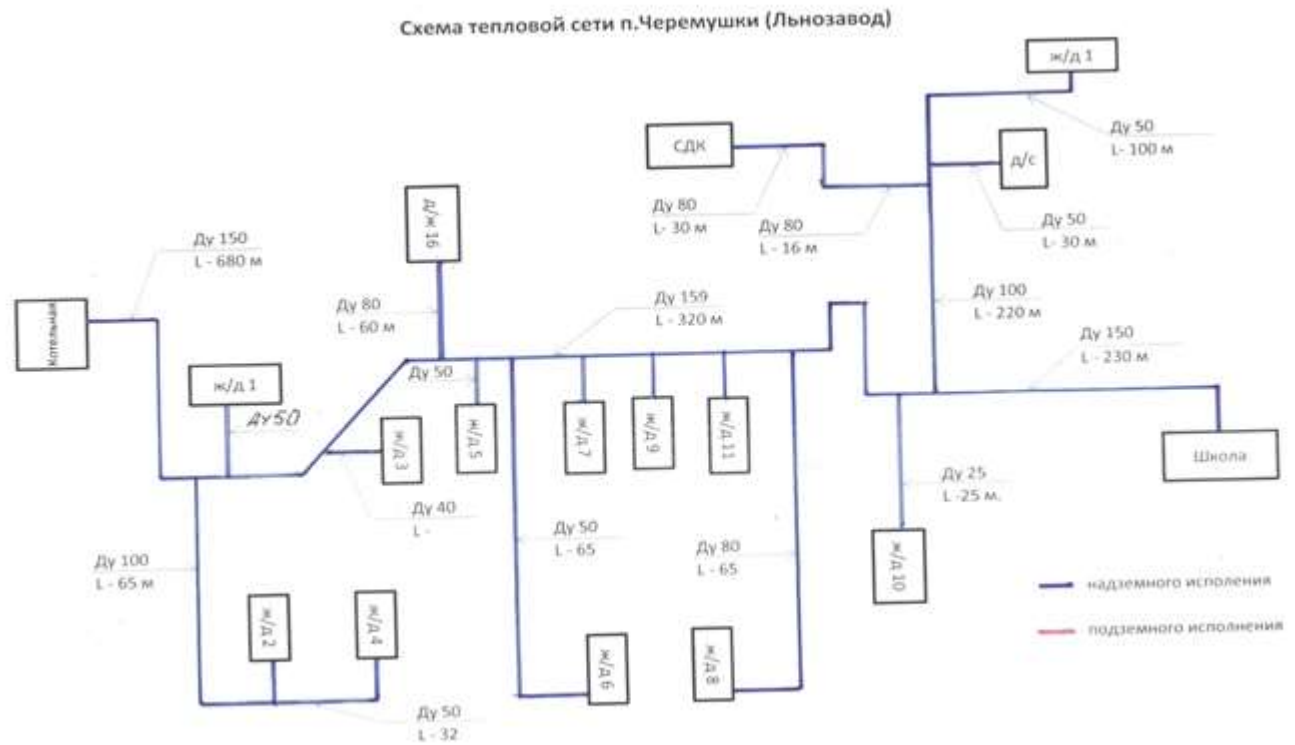 Схема тепловой сети п.Черемушки (Льнозавод)
ж/д 1
Ду 50
L- 100 м
СДК
д/с
Ду 80
L- 30 м
Ду 80
L - 16 м
Ду 50
L- 30 м
Д/ж 16
Ду 150
L - 680 м
Ду 80
L - 60 м
Ду 159
L - 320 м
Ду 100
L - 220 м
Ду 150
L - 230 м
Котельная
ж/д 1
Ду 50
Ду 50
ж/д 3
ж/д 5
ж/д 7
ж/д 9
ж/д 11
Школа
Ду 40
L -
Ду 25
L -25 м.
Ду 100
L - 65 м
Ду 50
L - 65
Ду 80
L - 65
ж/д 10
надземного исполения
подземного исполнения
ж/д 2
ж/д 4
ж/д 6
ж/д 8
Ду 50
L - 32